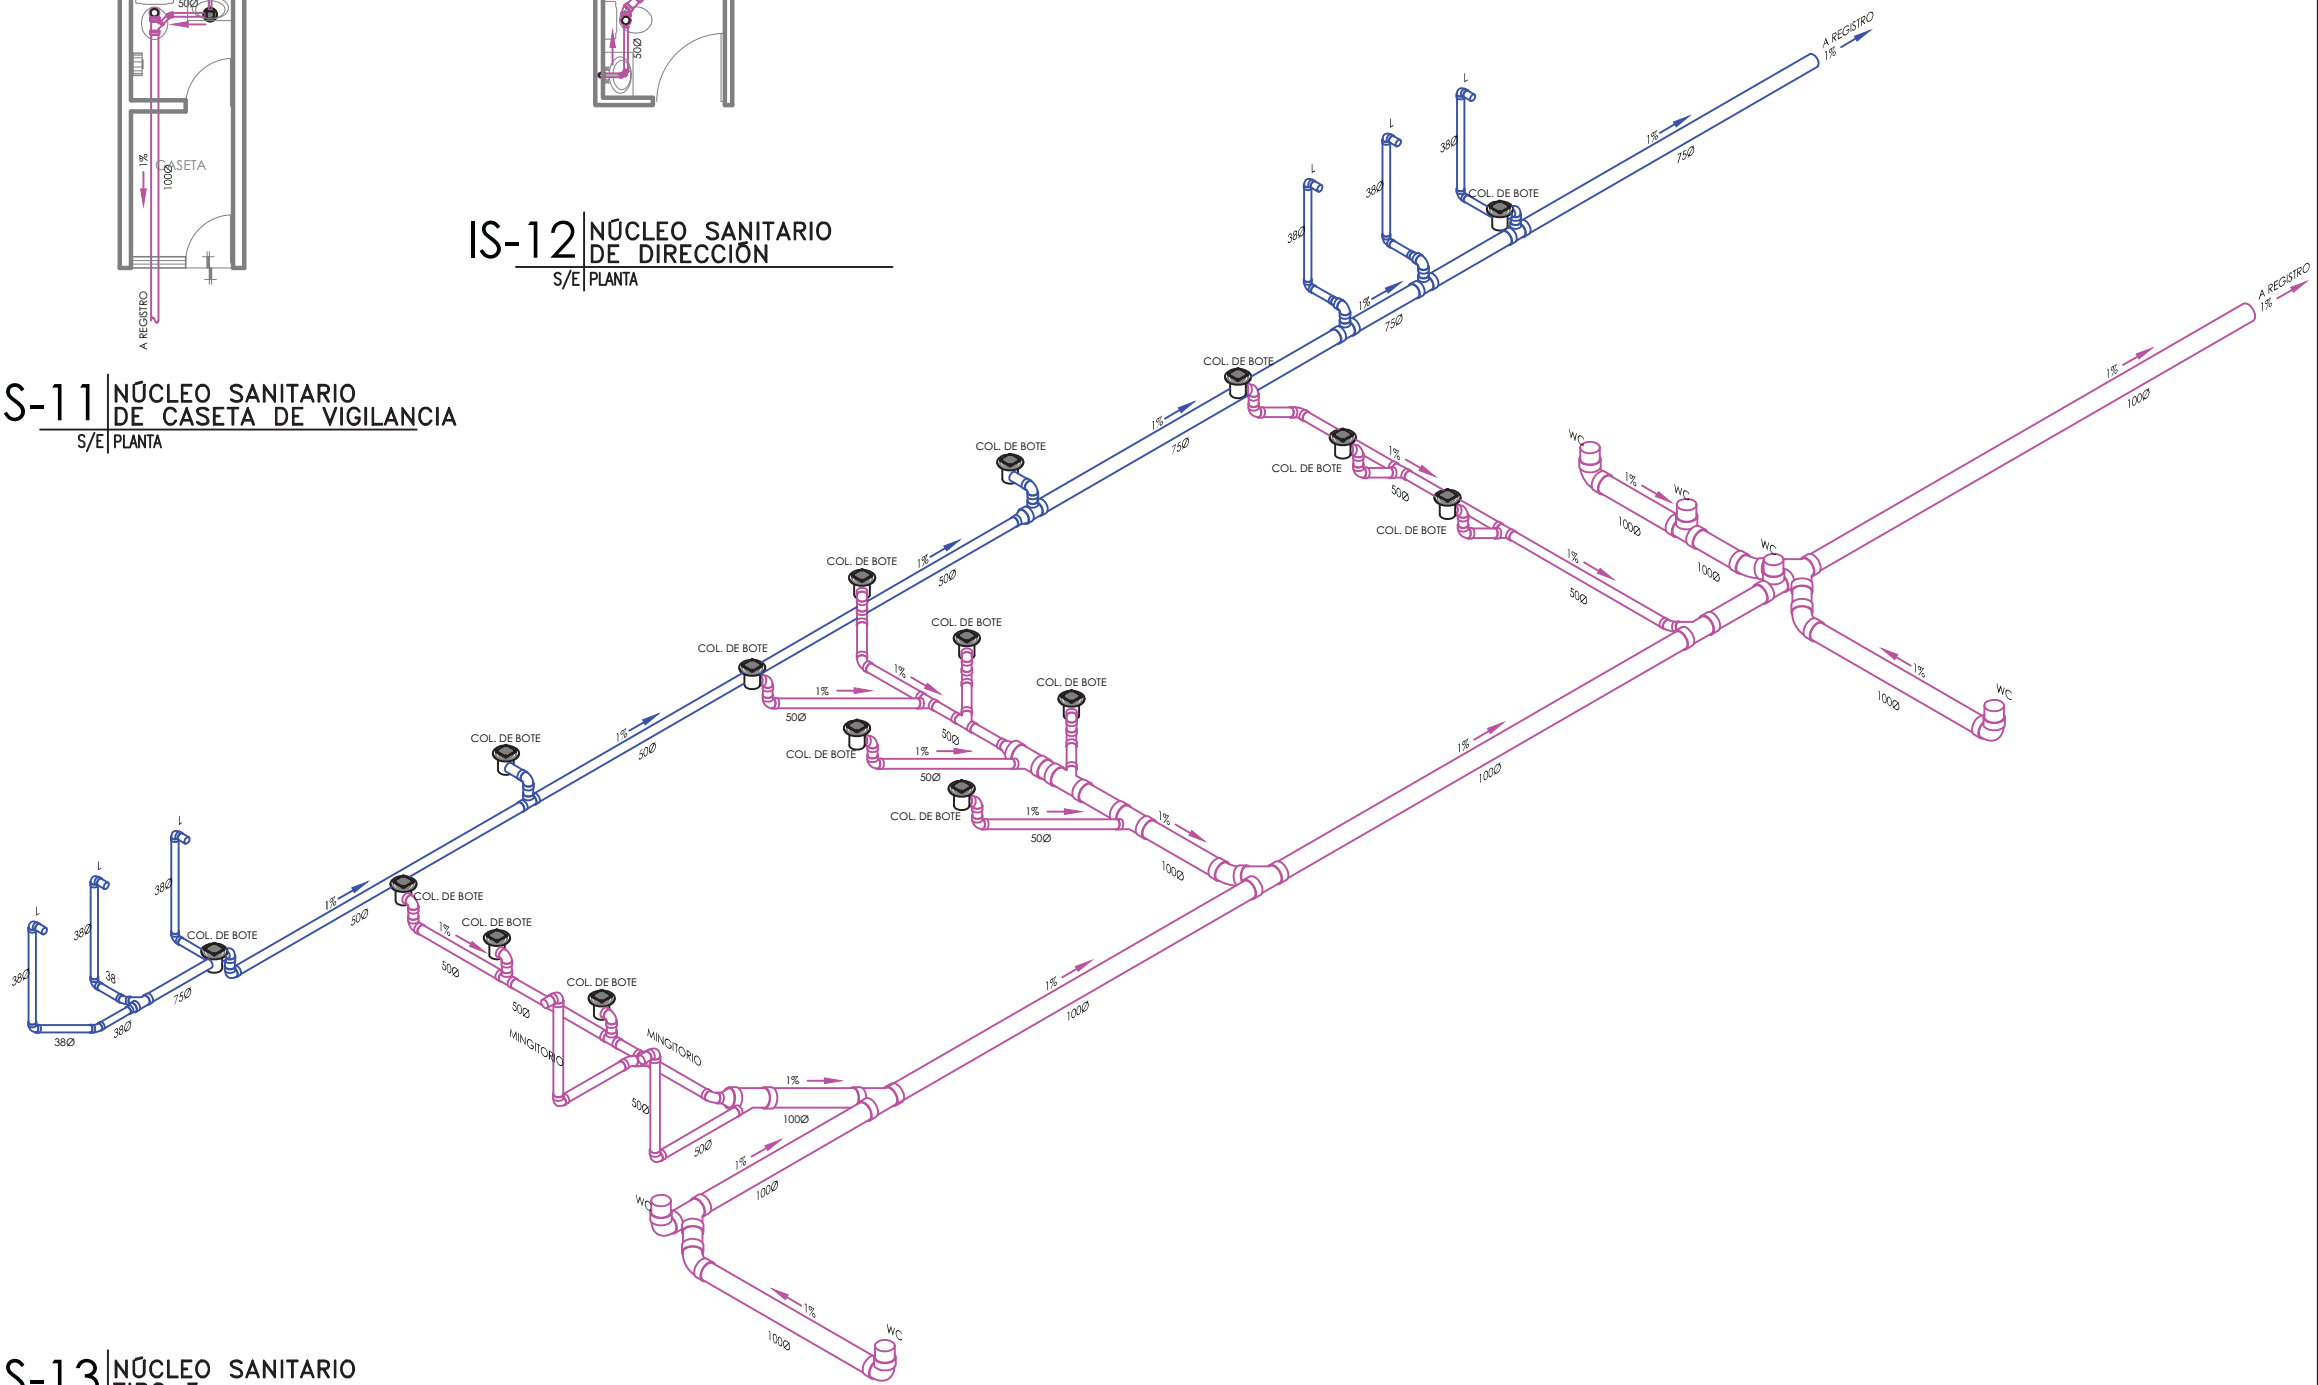 50Ø
1%
100Ø
CASETA
A REGISTRO
S-11
NÚCLEO SANITARIO
DE CASETA DE VIGILANCIA
S/E
PLANTA
50Ø
IS-12
NÚCLEO SANITARIO
DE DIRECCIÓN
S/E
PLANTA
A REGISTRO
1%
L
38Ø
L
38Ø
L
38Ø
COL. DE BOTE
1%
75Ø
1%
75Ø
A REGISTRO
1%
1%
100Ø
COL. DE BOTE
1%
75Ø
COL. DE BOTE
1%
50Ø
COL. DE BOTE
1%
50Ø
WC
1%
100Ø
WC
100Ø
WC
1%
100Ø
WC
COL. DE BOTE
COL. DE BOTE
1%
50Ø
COL. DE BOTE
COL. DE BOTE
COL. DE BOTE
COL. DE BOTE
1%
50Ø
1%
50Ø
COL. DE BOTE
1%
50Ø
COL. DE BOTE
1%
50Ø
1%
100Ø
1%
100Ø
COL. DE BOTE
1%
50Ø
L
38Ø
L
38Ø
L
38Ø
38
38Ø
38Ø
75Ø
COL. DE BOTE
1%
50Ø
COL. DE BOTE
1%
50Ø
COL. DE BOTE
50Ø
COL. DE BOTE
MINGITORIO
MINGITORIO
50Ø
50Ø
1%
100Ø
1%
100Ø
1%
100Ø
WC
1%
100Ø
WC
S-13
NÚCLEO SANITARIO